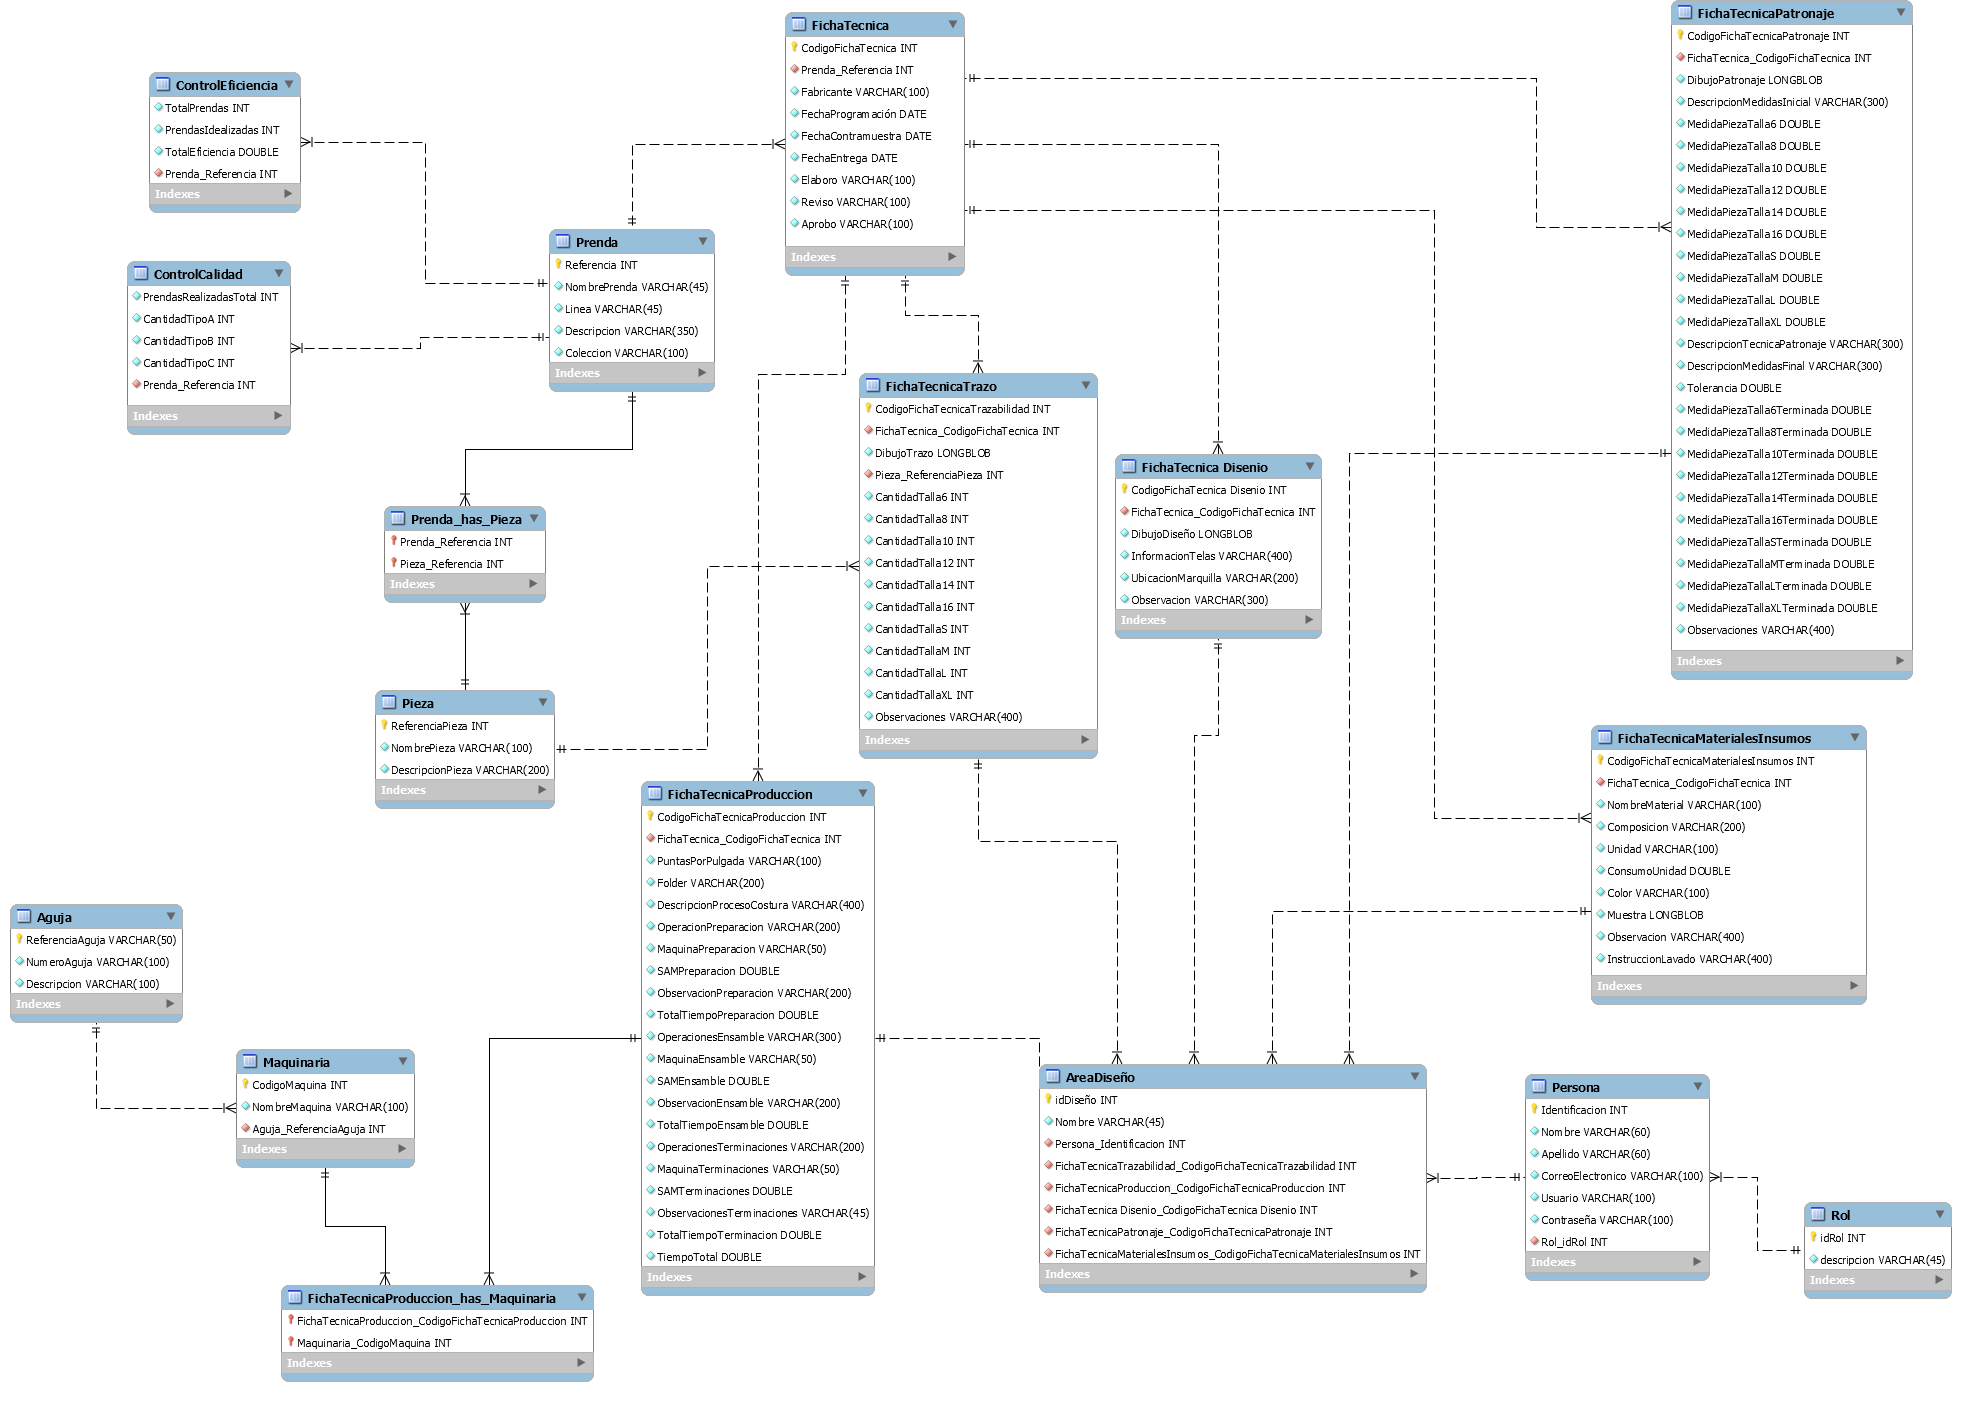 FichaTecnica
CodigoFichaTecnica INT
Prenda_Referencia INT
Fabricante VARCHAR(100)
FechaProgramación DATE
FechaContramuestra DATE
FechaEntrega DATE
Elaboro VARCHAR(100)
Reviso VARCHAR(100)
Aprobo VARCHAR(100)
Indexes
FichaTecnicaPatronaje
CodigoFichaTecnicaPatronaje INT
FichaTecnica_CodigoFichaTecnica INT
DibujoPatronaje LONGBLOB
DescripcionMedidasInicial VARCHAR(300)
MedidaPiezaTalla6 DOUBLE
MedidaPiezaTalla8 DOUBLE
MedidaPiezaTalla10 DOUBLE
MedidaPiezaTalla12 DOUBLE
MedidaPiezaTalla14 DOUBLE
MedidaPiezaTalla16 DOUBLE
MedidaPiezaTallaS DOUBLE
MedidaPiezaTallaM DOUBLE
MedidaPiezaTallaL DOUBLE
MedidaPiezaTallaXL DOUBLE
DescripcionTecnicaPatronaje VARCHAR(300)
DescripcionMedidasFinal VARCHAR(300)
Tolerancia DOUBLE
MedidaPiezaTalla6Terminada DOUBLE
MedidaPiezaTalla8Terminada DOUBLE
MedidaPiezaTalla10Terminada DOUBLE
MedidaPiezaTalla12Terminada DOUBLE
MedidaPiezaTalla14Terminada DOUBLE
MedidaPiezaTalla16Terminada DOUBLE
MedidaPiezaTallaSTerminada DOUBLE
MedidaPiezaTallaMTerminada DOUBLE
MedidaPiezaTallaLTerminada DOUBLE
MedidaPiezaTallaXLTerminada DOUBLE
Observaciones VARCHAR(400)
Indexes
ControlEficiencia
TotalPrendas INT
PrendasIdealizadas INT
TotalEficiencia DOUBLE
Prenda_Referencia INT
Indexes
Prenda
Referencia INT
NombrePrenda VARCHAR(45)
Linea VARCHAR(45)
Descripcion VARCHAR(350)
Coleccion VARCHAR(100)
Indexes
ControlCalidad
PrendasRealizadasTotal INT
CantidadTipoA INT
CantidadTipoB INT
CantidadTipoC INT
Prenda_Referencia INT
Indexes
FichaTecnicaTrazo
CodigoFichaTecnicaTrazabilidad INT
FichaTecnica_CodigoFichaTecnica INT
DibujoTrazo LONGBLOB
Pieza_ReferenciaPieza INT
CantidadTalla6 INT
CantidadTalla8 INT
CantidadTalla10 INT
CantidadTalla12 INT
CantidadTalla14 INT
CantidadTalla16 INT
CantidadTallaS INT
CantidadTallaM INT
CantidadTallaL INT
CantidadTallaXL INT
Observaciones VARCHAR(400)
Indexes
FichaTecnica Disenio
CodigoFichaTecnica Disenio INT
FichaTecnica_CodigoFichaTecnica INT
DibujoDiseño LONGBLOB
InformacionTelas VARCHAR(400)
UbicacionMarquilla VARCHAR(200)
Observacion VARCHAR(300)
Indexes
Prenda_has_Pieza
Prenda_Referencia INT
Pieza_Referencia INT
Indexes
Pieza
ReferenciaPieza INT
NombrePieza VARCHAR(100)
DescripcionPieza VARCHAR(200)
Indexes
FichaTecnicaMaterialesInsumos
CodigoFichaTecnicaMaterialesInsumos INT
FichaTecnica_CodigoFichaTecnica INT
NombreMaterial VARCHAR(100)
Composicion VARCHAR(200)
Unidad VARCHAR(100)
ConsumoUnidad DOUBLE
Color VARCHAR(100)
Muestra LONGBLOB
Observacion VARCHAR(400)
InstruccionLavado VARCHAR(400)
Indexes
FichaTecnicaProduccion
CodigoFichaTecnicaProduccion INT
FichaTecnica_CodigoFichaTecnica INT
PuntasPorPulgada VARCHAR(100)
Folder VARCHAR(200)
DescripcionProcesoCostura VARCHAR(400)
OperacionPreparacion VARCHAR(200)
MaquinaPreparacion VARCHAR(50)
SAMPreparacion DOUBLE
ObservacionPreparacion VARCHAR(200)
TotalTiempoPreparacion DOUBLE
OperacionesEnsamble VARCHAR(300)
MaquinaEnsamble VARCHAR(50)
SAMEnsamble DOUBLE
ObservacionEnsamble VARCHAR(200)
TotalTiempoEnsamble DOUBLE
OperacionesTerminaciones VARCHAR(200)
MaquinaTerminaciones VARCHAR(50)
SAMTerminaciones DOUBLE
ObservacionesTerminaciones VARCHAR(45)
TotalTiempoTerminacion DOUBLE
TiempoTotal DOUBLE
Indexes
Aguja
ReferenciaAguja VARCHAR(50)
NumeroAguja VARCHAR(100)
Descripcion VARCHAR(100)
Indexes
Maquinaria
CodigoMaquina INT
NombreMaquina VARCHAR(100)
Aguja_ReferenciaAguja INT
Indexes
AreaDiseño
idDiseño INT
Nombre VARCHAR(45)
Persona_Identificacion INT
FichaTecnicaTrazabilidad_CodigoFichaTecnicaTrazabilidad INT
FichaTecnicaProduccion_CodigoFichaTecnicaProduccion INT
FichaTecnica Disenio_CodigoFichaTecnica Disenio INT
FichaTecnicaPatronaje_CodigoFichaTecnicaPatronaje INT
FichaTecnicaMaterialesInsumos_CodigoFichaTecnicaMaterialesInsumos INT
Indexes
Persona
Identificacion INT
Nombre VARCHAR(60)
Apellido VARCHAR(60)
CorreoElectronico VARCHAR(100)
Usuario VARCHAR(100)
Contraseña VARCHAR(100)
Rol_idRol INT
Indexes
Rol
idRol INT
descripcion VARCHAR(45)
Indexes
FichaTecnicaProduccion_has_Maquinaria
FichaTecnicaProduccion_CodigoFichaTecnicaProduccion INT
Maquinaria_CodigoMaquina INT
Indexes